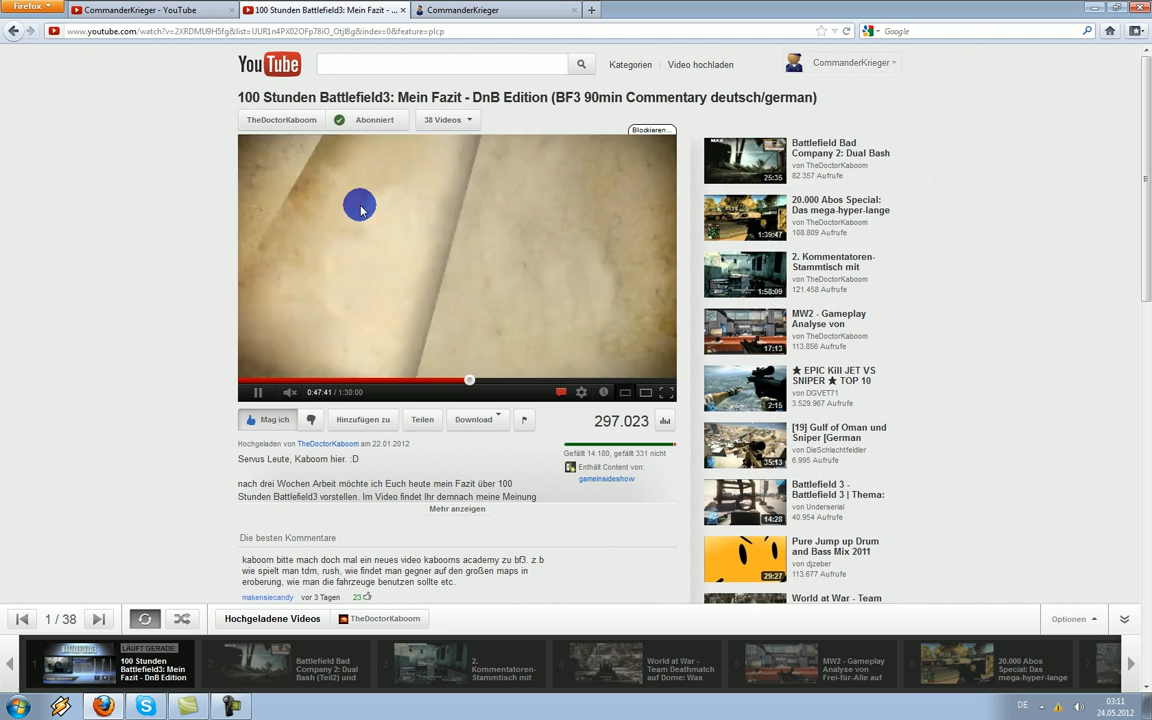 Firefox
CommanderKrieger - YouTube
100 Stunden Battlefield3: Mein Fazit - ...
CommanderKrieger
www.youtube.com/watch?v=2XRDMU9H5fg&list=UUR1n4PX02OFp78iO_OtjI8g&index=0&feature=plcp
Google
YouTube
Kategorien
Video hochladen
CommanderKrieger
100 Stunden Battlefield3: Mein Fazit - DnB Edition (BF3 90min Commentary deutsch/german)
TheDoctorKaboom
Abonniert
38 Videos
Blockieren...
0:47:41 / 1:30:00
Mag ich
Hinzufügen zu
Teilen
Download
297.023
Hochgeladen von TheDoctorKaboom am 22.01.2012
Gefällt 14.180, gefällt 331 nicht
Servus Leute, Kaboom hier. :D
Enthält Content von:
gameinsideshow
nach drei Wochen Arbeit möchte ich Euch heute mein Fazit über 100
Stunden Battlefield3 vorstellen. Im Video findet Ihr demnach meine Meinung
Mehr anzeigen
Die besten Kommentare
kaboom bitte mach doch mal ein neues video kabooms academy zu bf3. z.b
wie spielt man tdm, rush, wie findet man gegner auf den großen maps in
eroberung, wie man die fahrzeuge benutzen sollte etc.
makensiecandy vor 3 Tagen 23
Battlefield Bad
Company 2: Dual Bash
von TheDoctorKaboom
82.357 Aufrufe
25:35
20.000 Abos Special:
Das mega-hyper-lange
von TheDoctorKaboom
108.809 Aufrufe
1:39:47
2. Kommentatoren-
Stammtisch mit
von TheDoctorKaboom
121.458 Aufrufe
1:58:09
MW2 - Gameplay
Analyse von
von TheDoctorKaboom
113.856 Aufrufe
17:13
★ EPIC Kill JET VS
SNIPER ★ TOP 10
von DGVET71
3.529.967 Aufrufe
2:15
[19] Gulf of Oman und
Sniper [German
von DieSchlachtfeldler
6.995 Aufrufe
35:13
Battlefield 3 -
Battlefield 3 | Thema:
von Underserial
40.954 Aufrufe
14:28
Pure Jump up Drum
and Bass Mix 2011
von djzeber
113.677 Aufrufe
29:27
World at War - Team
1 / 38
Hochgeladene Videos
TheDoctorKaboom
Optionen
1
LÄUFT GERADE:
100 Stunden
Battlefield3: Mein
Fazit - DnB Edition
2
Battlefield Bad
Company 2: Dual
Bash (Teil2) und
3
2.
Kommentatoren-
Stammtisch mit
4
World at War -
Team Deathmatch
auf Dome: Was
5
MW2 - Gameplay
Analyse von
Frei-für-Alle auf
6
20.000 Abos
Special: Das
mega-hyper-lange
7
DE
03:11
24.05.2012